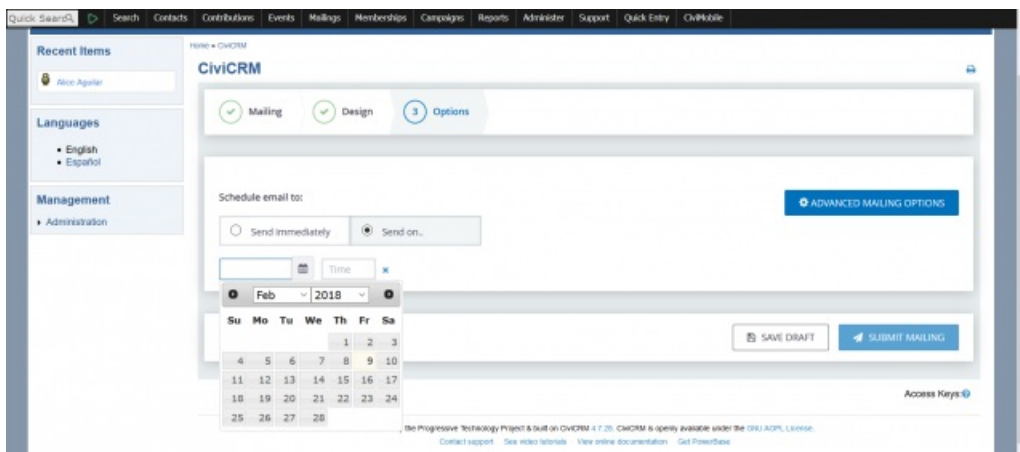 Quick Search Search Contacts Contributions Events Mailings Memberships Campaigns Reports Administer Support Quick Entry CiviMobile
Recent Items
Alice Aguilar
Languages
English
Español
Management
Administration
Home » CiviCRM
CiviCRM
Mailing Design 3 Options
Schedule email to:
ADVANCED MAILING OPTIONS
Send immediately Send on..
Time
Feb 2018
Su Mo Tu We Th Fr Sa
1 2 3
4 5 6 7 8 9 10
11 12 13 14 15 16 17
18 19 20 21 22 23 24
25 26 27 28
SAVE DRAFT SUBMIT MAILING
Access Keys:
, the Progressive Technology Project & built on CiviCRM 4.7.28. CiviCRM is openly available under the GNU AGPL License.
Contact support See video tutorials View online documentation Get PowerBase